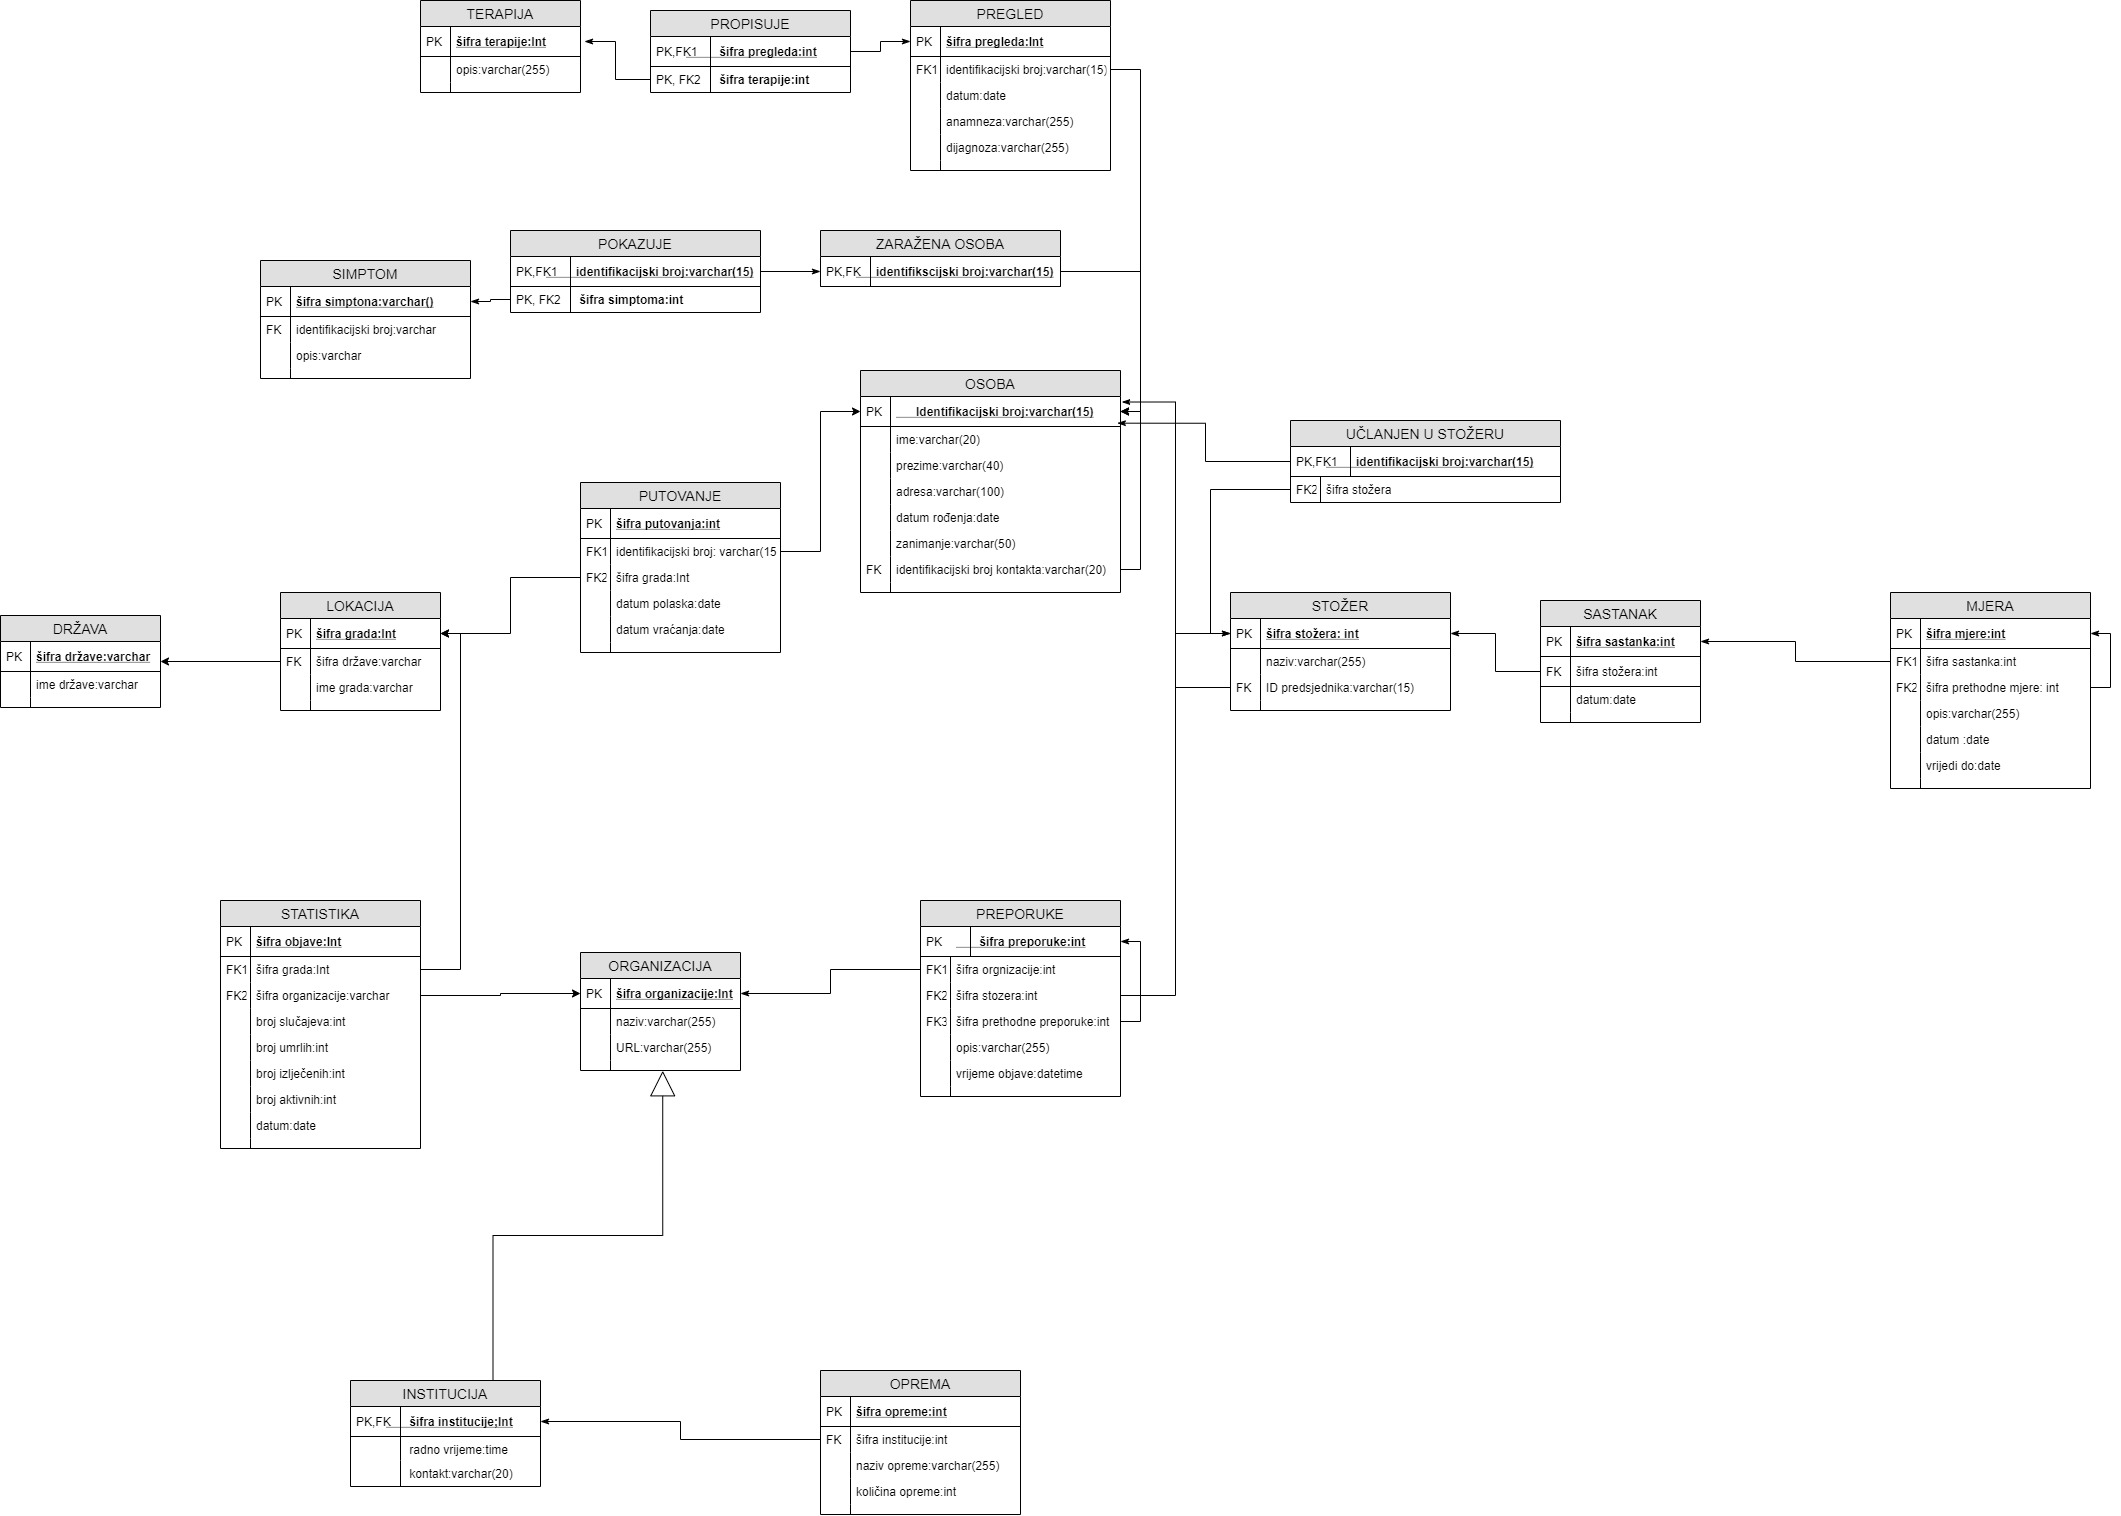 TERAPIJA
PK šifra terapije:Int
opis:varchar(255)
PROPISUJE
PK,FK1 šifra pregleda:int
PK, FK2 šifra terapije:int
PREGLED
PK šifra pregleda:Int
FK1 identifikacijski broj:varchar(15)
datum:date
anamneza:varchar(255)
dijagnoza:varchar(255)
SIMPTOM
PK šifra simptona:varchar()
FK identifikacijski broj:varchar
opis:varchar
POKAZUJE
PK,FK1 identifikacijski broj:varchar(15)
PK, FK2 šifra simptoma:int
ZARAŽENA OSOBA
PK,FK identifikscijski broj:varchar(15)
OSOBA
PK Identifikacijski broj:varchar(15)
ime:varchar(20)
prezime:varchar(40)
adresa:varchar(100)
datum rođenja:date
zanimanje:varchar(50)
FK identifikacijski broj kontakta:varchar(20)
UČLANJEN U STOŽERU
PK,FK1 identifikacijski broj:varchar(15)
FK2 šifra stožera
PUTOVANJE
PK šifra putovanja:int
FK1 identifikacijski broj: varchar(15
FK2 šifra grada:Int
datum polaska:date
datum vraćanja:date
DRŽAVA
PK šifra države:varchar
ime države:varchar
LOKACIJA
PK šifra grada:Int
FK šifra države:varchar
ime grada:varchar
STOŽER
PK šifra stožera: int
naziv:varchar(255)
FK ID predsjednika:varchar(15)
SASTANAK
PK šifra sastanka:int
FK šifra stožera:int
datum:date
MJERA
PK šifra mjere:int
FK1 šifra sastanka:int
FK2 šifra prethodne mjere: int
opis:varchar(255)
datum :date
vrijedi do:date
STATISTIKA
PK šifra objave:Int
FK1 šifra grada:Int
FK2 šifra organizacije:varchar
broj slučajeva:int
broj umrlih:int
broj izlječenih:int
broj aktivnih:int
datum:date
ORGANIZACIJA
PK šifra organizacije:Int
naziv:varchar(255)
URL:varchar(255)
PREPORUKE
PK šifra preporuke:int
FK1 šifra orgnizacije:int
FK2 šifra stozera:int
FK3 šifra prethodne preporuke:int
opis:varchar(255)
vrijeme objave:datetime
INSTITUCIJA
PK,FK šifra institucije;Int
radno vrijeme:time
kontakt:varchar(20)
OPREMA
PK šifra opreme:int
FK šifra institucije:int
naziv opreme:varchar(255)
količina opreme:int